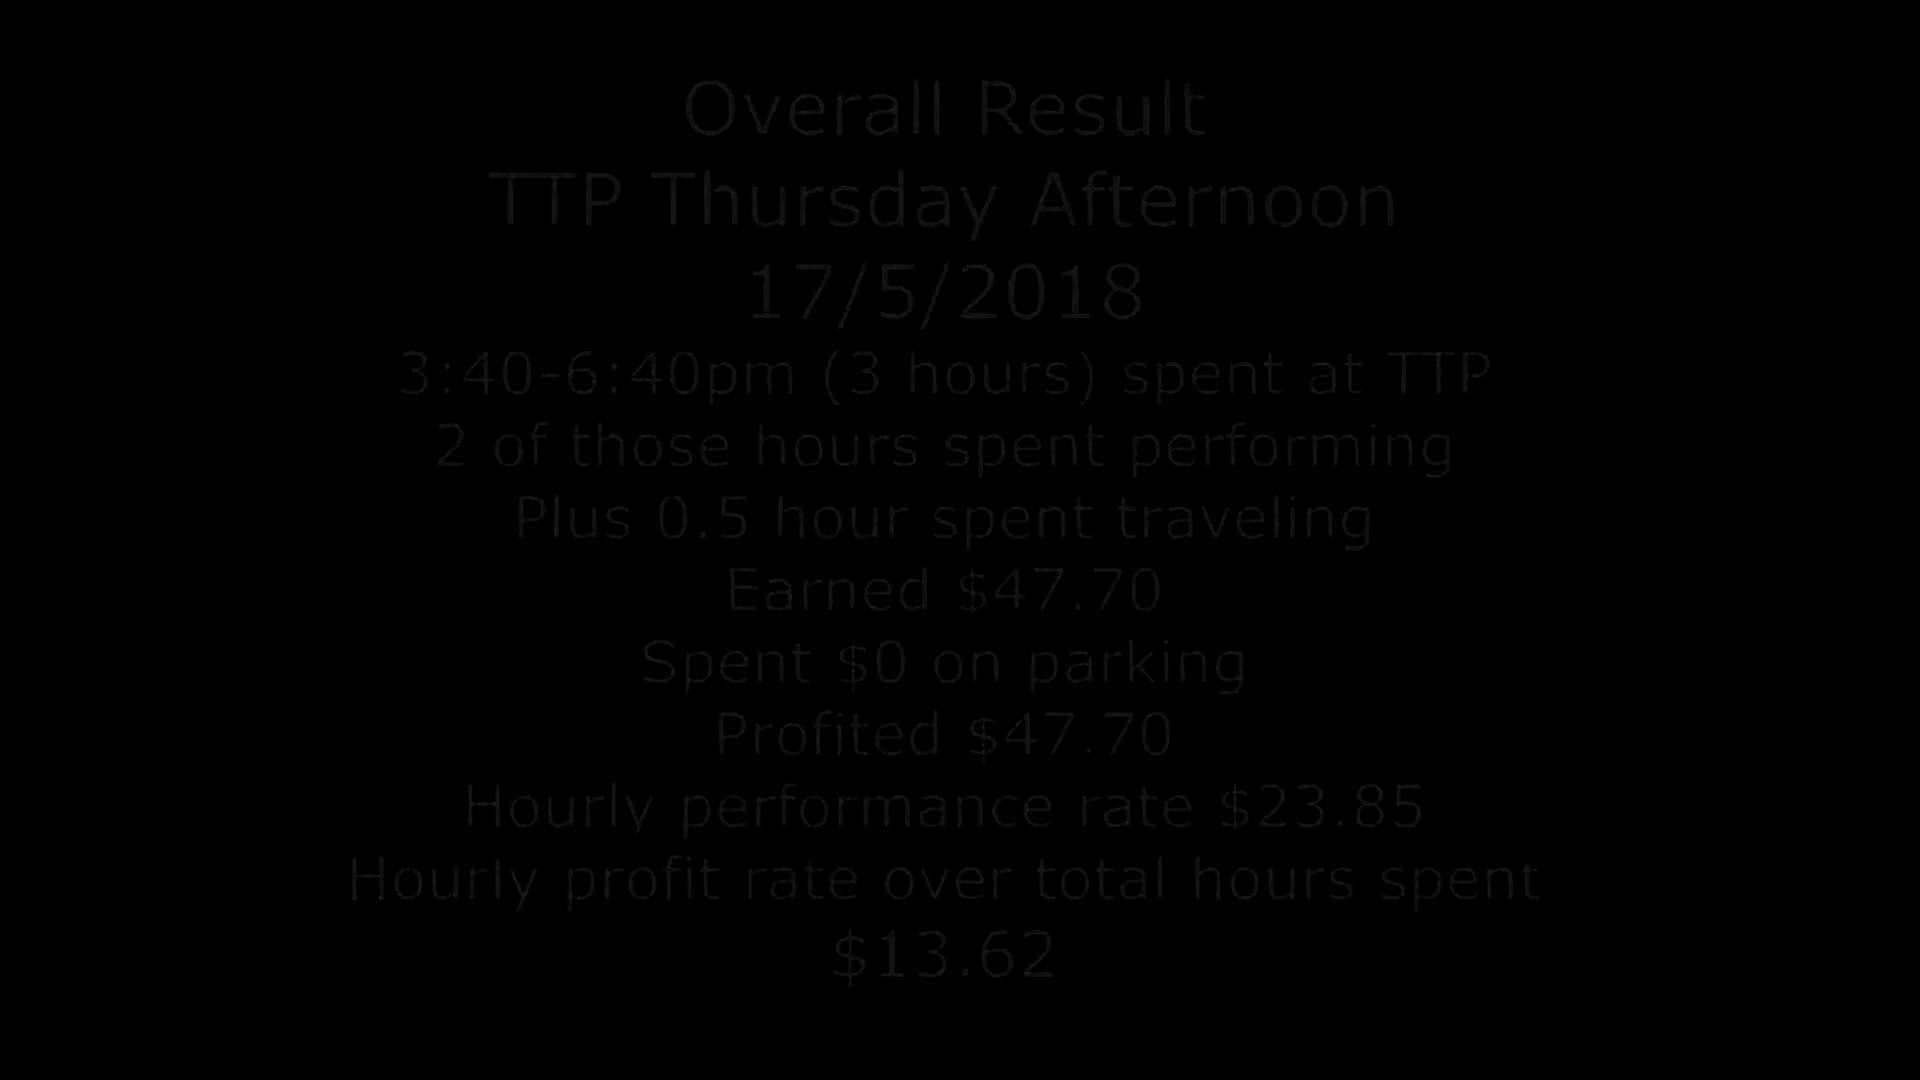 Overall Result
TTP Thursday Afternoon
17/5/2018
3:40-6:40pm (3 hours) spent at TTP
2 of those hours spent performing
Plus 0.5 hour spent traveling
Earned $47.70
Spent $0 on parking
Profited $47.70
Hourly performance rate $23.85
Hourly profit rate over total hours spent
$13.62